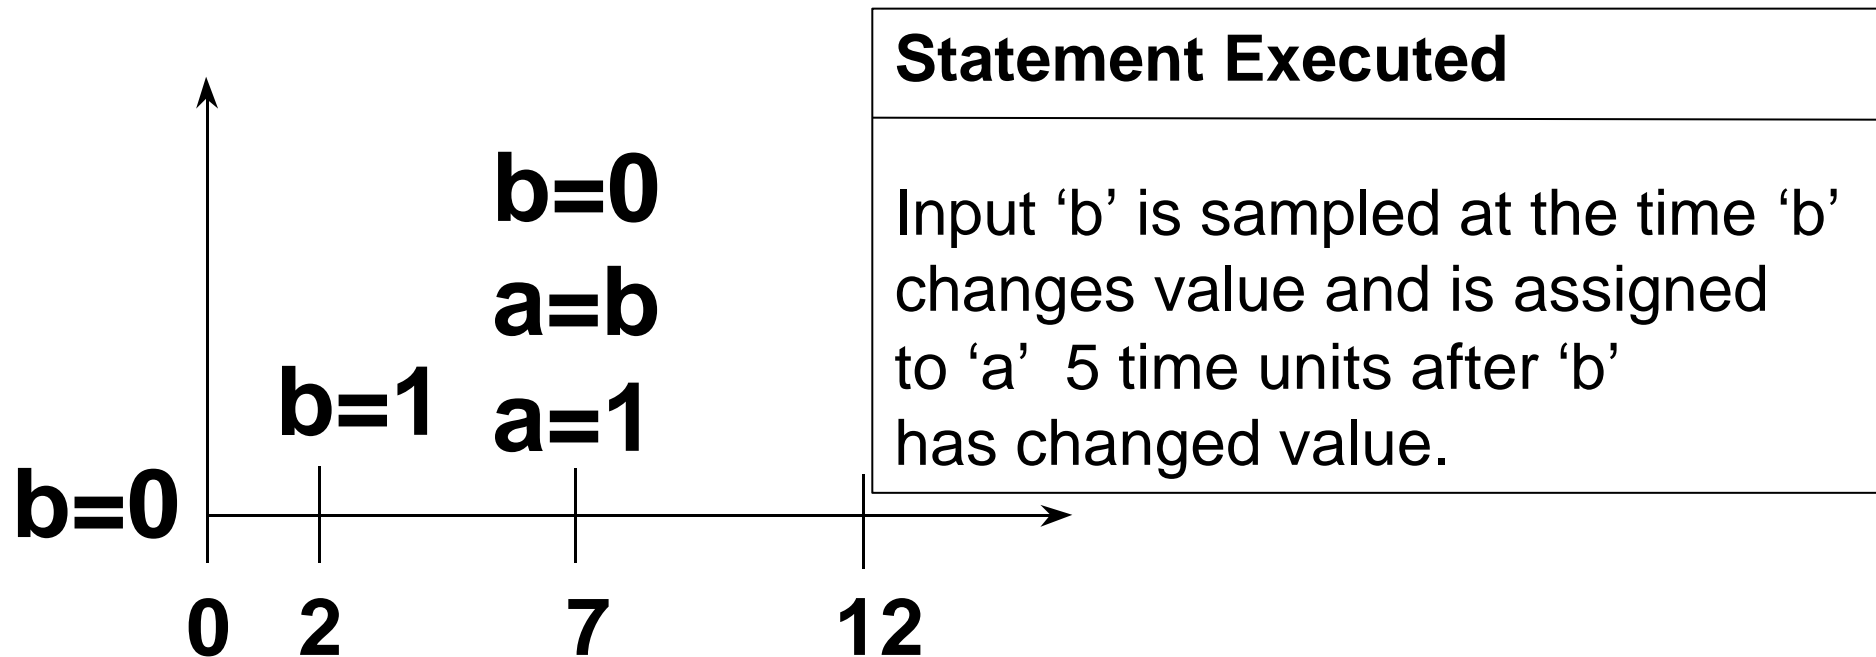 Statement Executed
Input ‘b’ is sampled at the time ‘b’
changes value and is assigned
to ‘a’ 5 time units after ‘b’
has changed value.
b=0
a=b
b=1 a=1
b=0
0 2 7 12